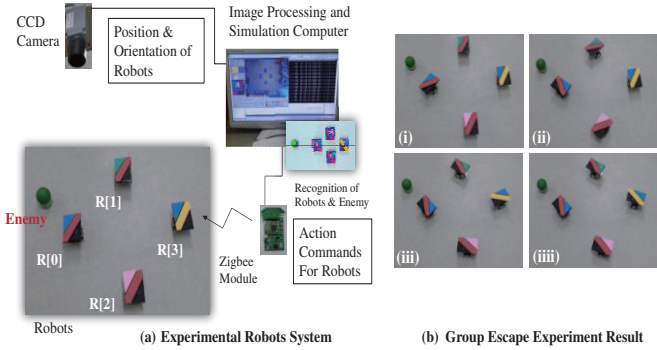 CCD
Camera
Position &
Orientation of
Robots
Image Processing and
Simulation Computer
Recognition of
Robots & Enemy
Action
Commands
For Robots
Zigbee
Module
Enemy
R[0]
R[1]
R[2]
R[3]
Robots
(a) Experimental Robots System
(i)
(ii)
(iii)
(iiii)
(b) Group Escape Experiment Result